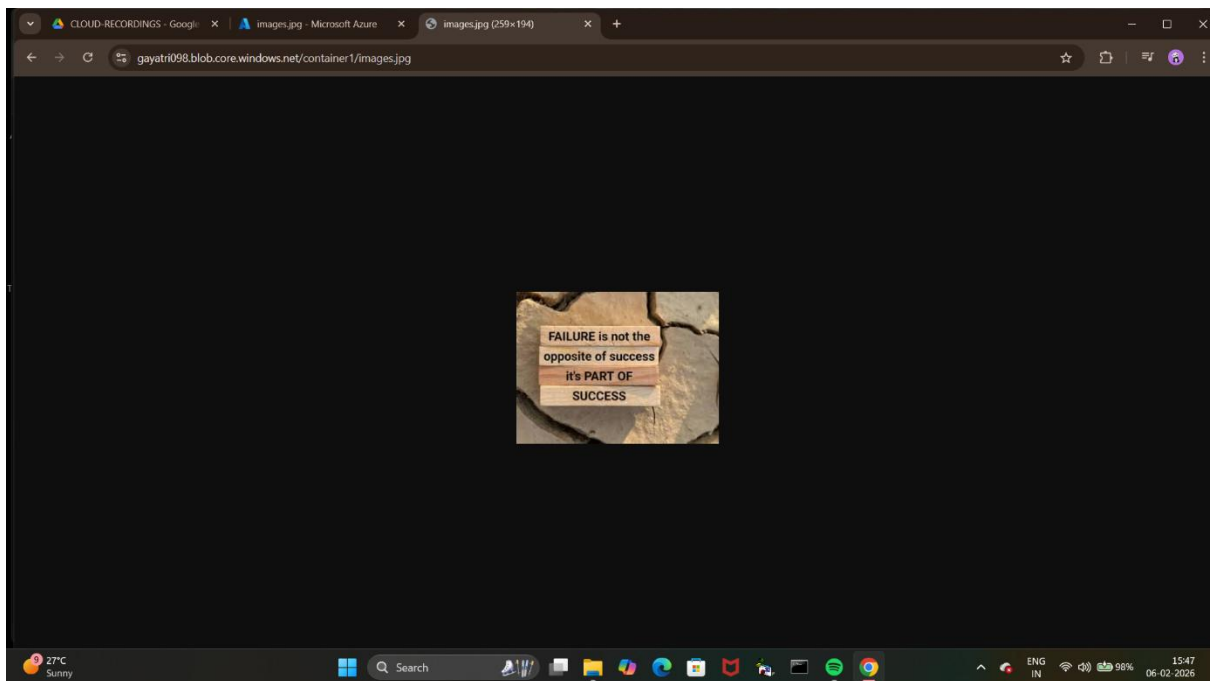 CLOUD-RECORDINGS - Google
images.jpg - Microsoft Azure
images.jpg (259×194)
gayatri098.blob.core.windows.net/container1/images.jpg
FAILURE is not the
opposite of success
it's PART OF
SUCCESS
9
27°C
Sunny
Search
ENG
IN
98%
15:47
06-02-2026